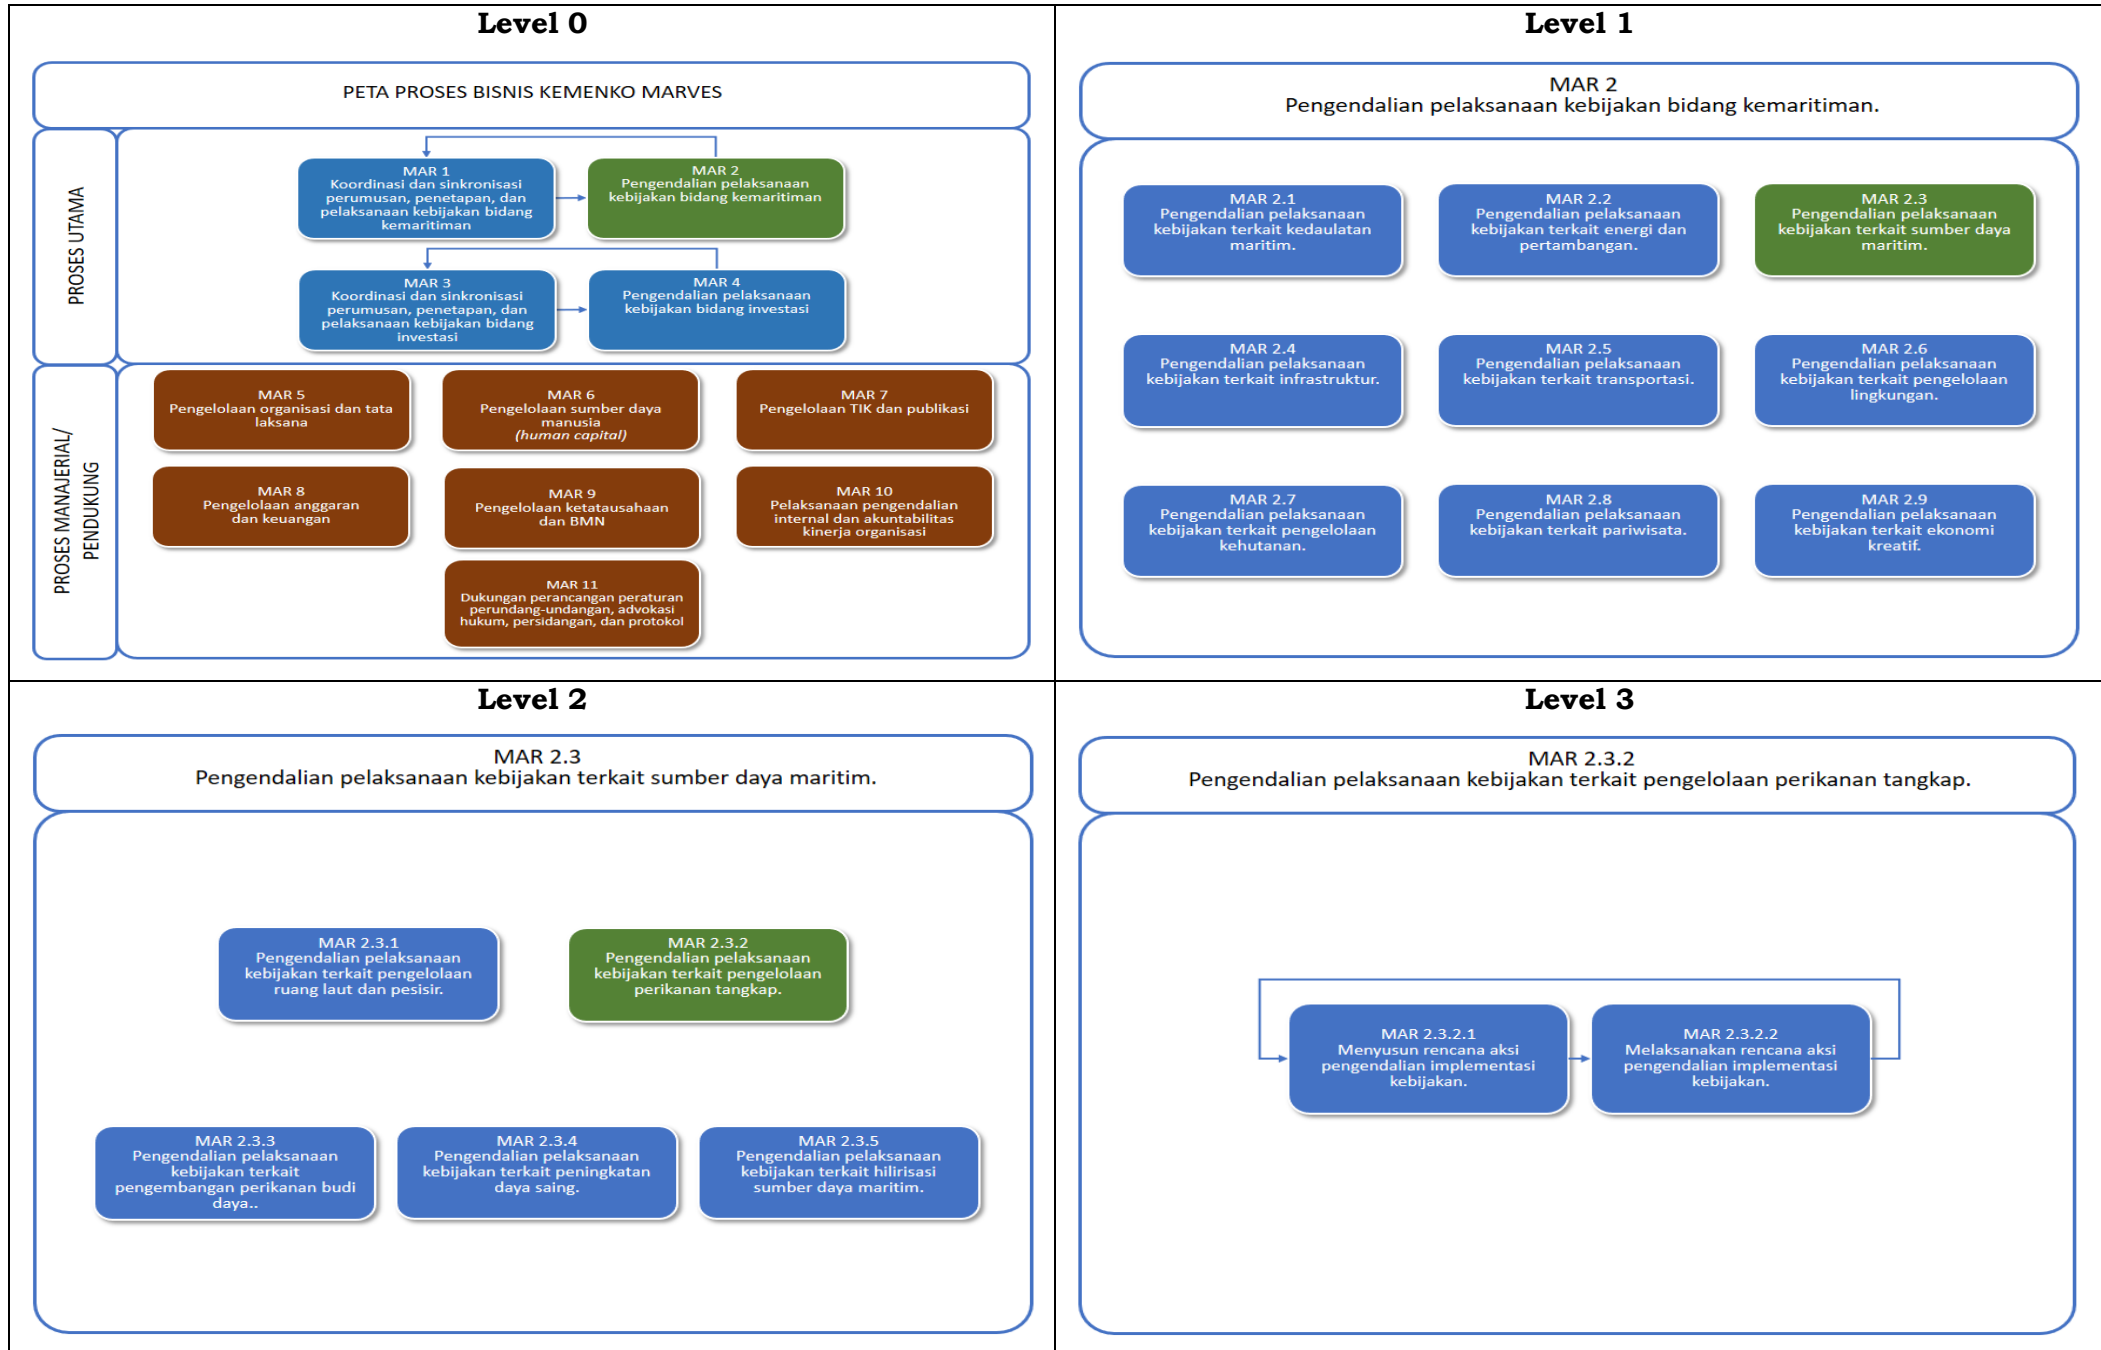 Level 0
PETA PROSES BISNIS KEMENKO MARVES
PROSES UTAMA
MAR 1
Koordinasi dan sinkronisasi
perumusan, penetapan, dan
pelaksanaan kebijakan bidang
kemaritiman
MAR 2
Pengendalian pelaksanaan
kebijakan bidang kemaritiman
MAR 3
Koordinasi dan sinkronisasi
perumusan, penetapan, dan
pelaksanaan kebijakan bidang
investasi
MAR 4
Pengendalian pelaksanaan
kebijakan bidang investasi
PROSES MANAJERIAL/
PENDUKUNG
MAR 5
Pengelolaan organisasi dan tata
laksana
MAR 6
Pengelolaan sumber daya
manusia
(human capital)
MAR 7
Pengelolaan TIK dan publikasi
MAR 8
Pengelolaan anggaran
dan keuangan
MAR 9
Pengelolaan ketatausahaan
dan BMN
MAR 10
Pelaksanaan pengendalian
internal dan akuntabilitas
kinerja organisasi
MAR 11
Dukungan perancangan peraturan
perundang-undangan, advokasi
hukum, persidangan, dan protokol
Level 1
MAR 2
Pengendalian pelaksanaan kebijakan bidang kemaritiman.
MAR 2.1
Pengendalian pelaksanaan
kebijakan terkait kedaulatan
maritim.
MAR 2.2
Pengendalian pelaksanaan
kebijakan terkait energi dan
pertambangan.
MAR 2.3
Pengendalian pelaksanaan
kebijakan terkait sumber daya
maritim.
MAR 2.4
Pengendalian pelaksanaan
kebijakan terkait infrastruktur.
MAR 2.5
Pengendalian pelaksanaan
kebijakan terkait transportasi.
MAR 2.6
Pengendalian pelaksanaan
kebijakan terkait pengelolaan
lingkungan.
MAR 2.7
Pengendalian pelaksanaan
kebijakan terkait pengelolaan
kehutanan.
MAR 2.8
Pengendalian pelaksanaan
kebijakan terkait pariwisata.
MAR 2.9
Pengendalian pelaksanaan
kebijakan terkait ekonomi
kreatif.
Level 2
MAR 2.3
Pengendalian pelaksanaan kebijakan terkait sumber daya maritim.
MAR 2.3.1
Pengendalian pelaksanaan
kebijakan terkait pengelolaan
ruang laut dan pesisir.
MAR 2.3.2
Pengendalian pelaksanaan
kebijakan terkait pengelolaan
perikanan tangkap.
MAR 2.3.3
Pengendalian pelaksanaan
kebijakan terkait
pengembangan perikanan budi
daya..
MAR 2.3.4
Pengendalian pelaksanaan
kebijakan terkait peningkatan
daya saing.
MAR 2.3.5
Pengendalian pelaksanaan
kebijakan terkait hilirisasi
sumber daya maritim.
Level 3
MAR 2.3.2
Pengendalian pelaksanaan kebijakan terkait pengelolaan perikanan tangkap.
MAR 2.3.2.1
Menyusun rencana aksi
pengendalian implementasi
kebijakan.
MAR 2.3.2.2
Melaksanakan rencana aksi
pengendalian implementasi
kebijakan.